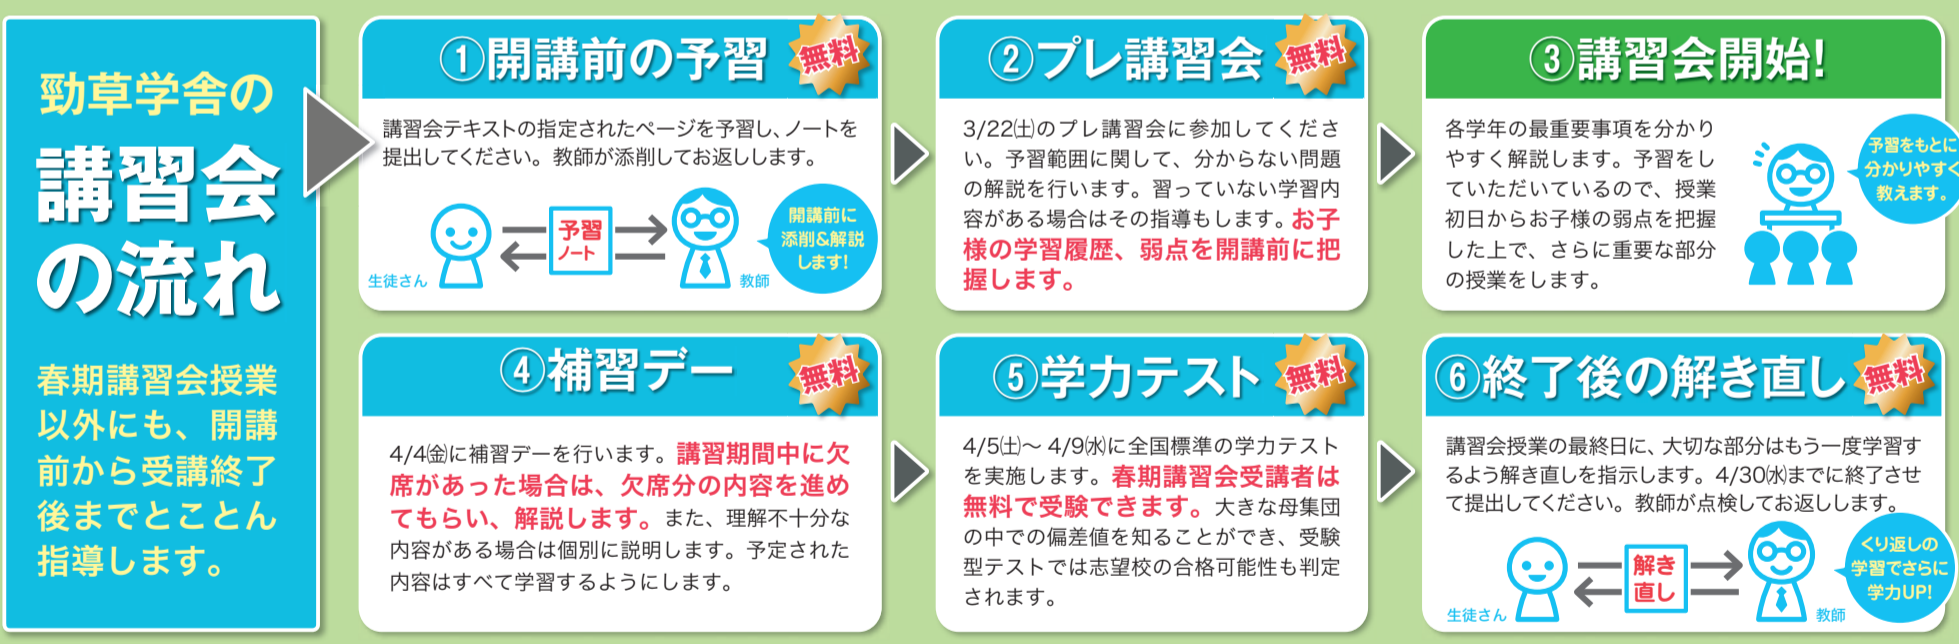 勁草学舎の
講習会
の流れ
春期講習会授業
以外にも、開講
前から受講終了
後までとことん
指導します。
①開講前の予習
無料
講習会テキストの指定されたページを予習し、ノートを
提出してください。教師が添削してお返しします。
生徒さん
予習
ノート
教師
開講前に
添削&解説
します!
②プレ講習会
無料
3/22㈯のプレ講習会に参加してくださ
い。予習範囲に関して、分からない問題
の解説を行います。習っていない学習内
容がある場合はその指導もします。お子
様の学習履歴、弱点を開講前に把
握します。
③講習会開始!
各学年の最重要事項を分かり
やすく解説します。予習をし
ていただいているので、授業
初日からお子様の弱点を把握
した上で、さらに重要な部分
の授業をします。
予習をもとに
分かりやすく
教えます。
④補習デー
無料
4/4㈮に補習デーを行います。講習期間中に欠
席があった場合は、欠席分の内容を進め
てもらい、解説します。また、理解不十分な
内容がある場合は個別に説明します。予定された
内容はすべて学習するようにします。
⑤学力テスト
無料
4/5㈯〜 4/9㈬に全国標準の学力テスト
を実施します。春期講習会受講者は
無料で受験できます。大きな母集団
の中での偏差値を知ることができ、受験
型テストでは志望校の合格可能性も判定
されます。
⑥終了後の解き直し
無料
講習会授業の最終日に、大切な部分はもう一度学習す
るよう解き直しを指示します。4/30㈬までに終了させ
て提出してください。教師が点検してお返しします。
生徒さん
解き
直し
教師
くり返しの
学習でさらに
学力UP!